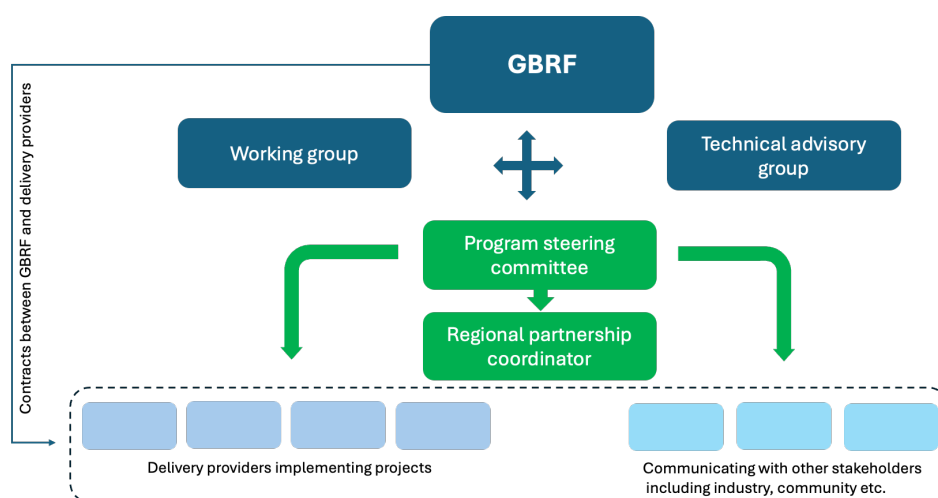 GBRF
Working group
Technical advisory
group
Contracts between GBRF and delivery providers
Program steering
committee
Regional partnership
coordinator
Delivery providers implementing projects
Communicating with other stakeholders
including industry, community etc.